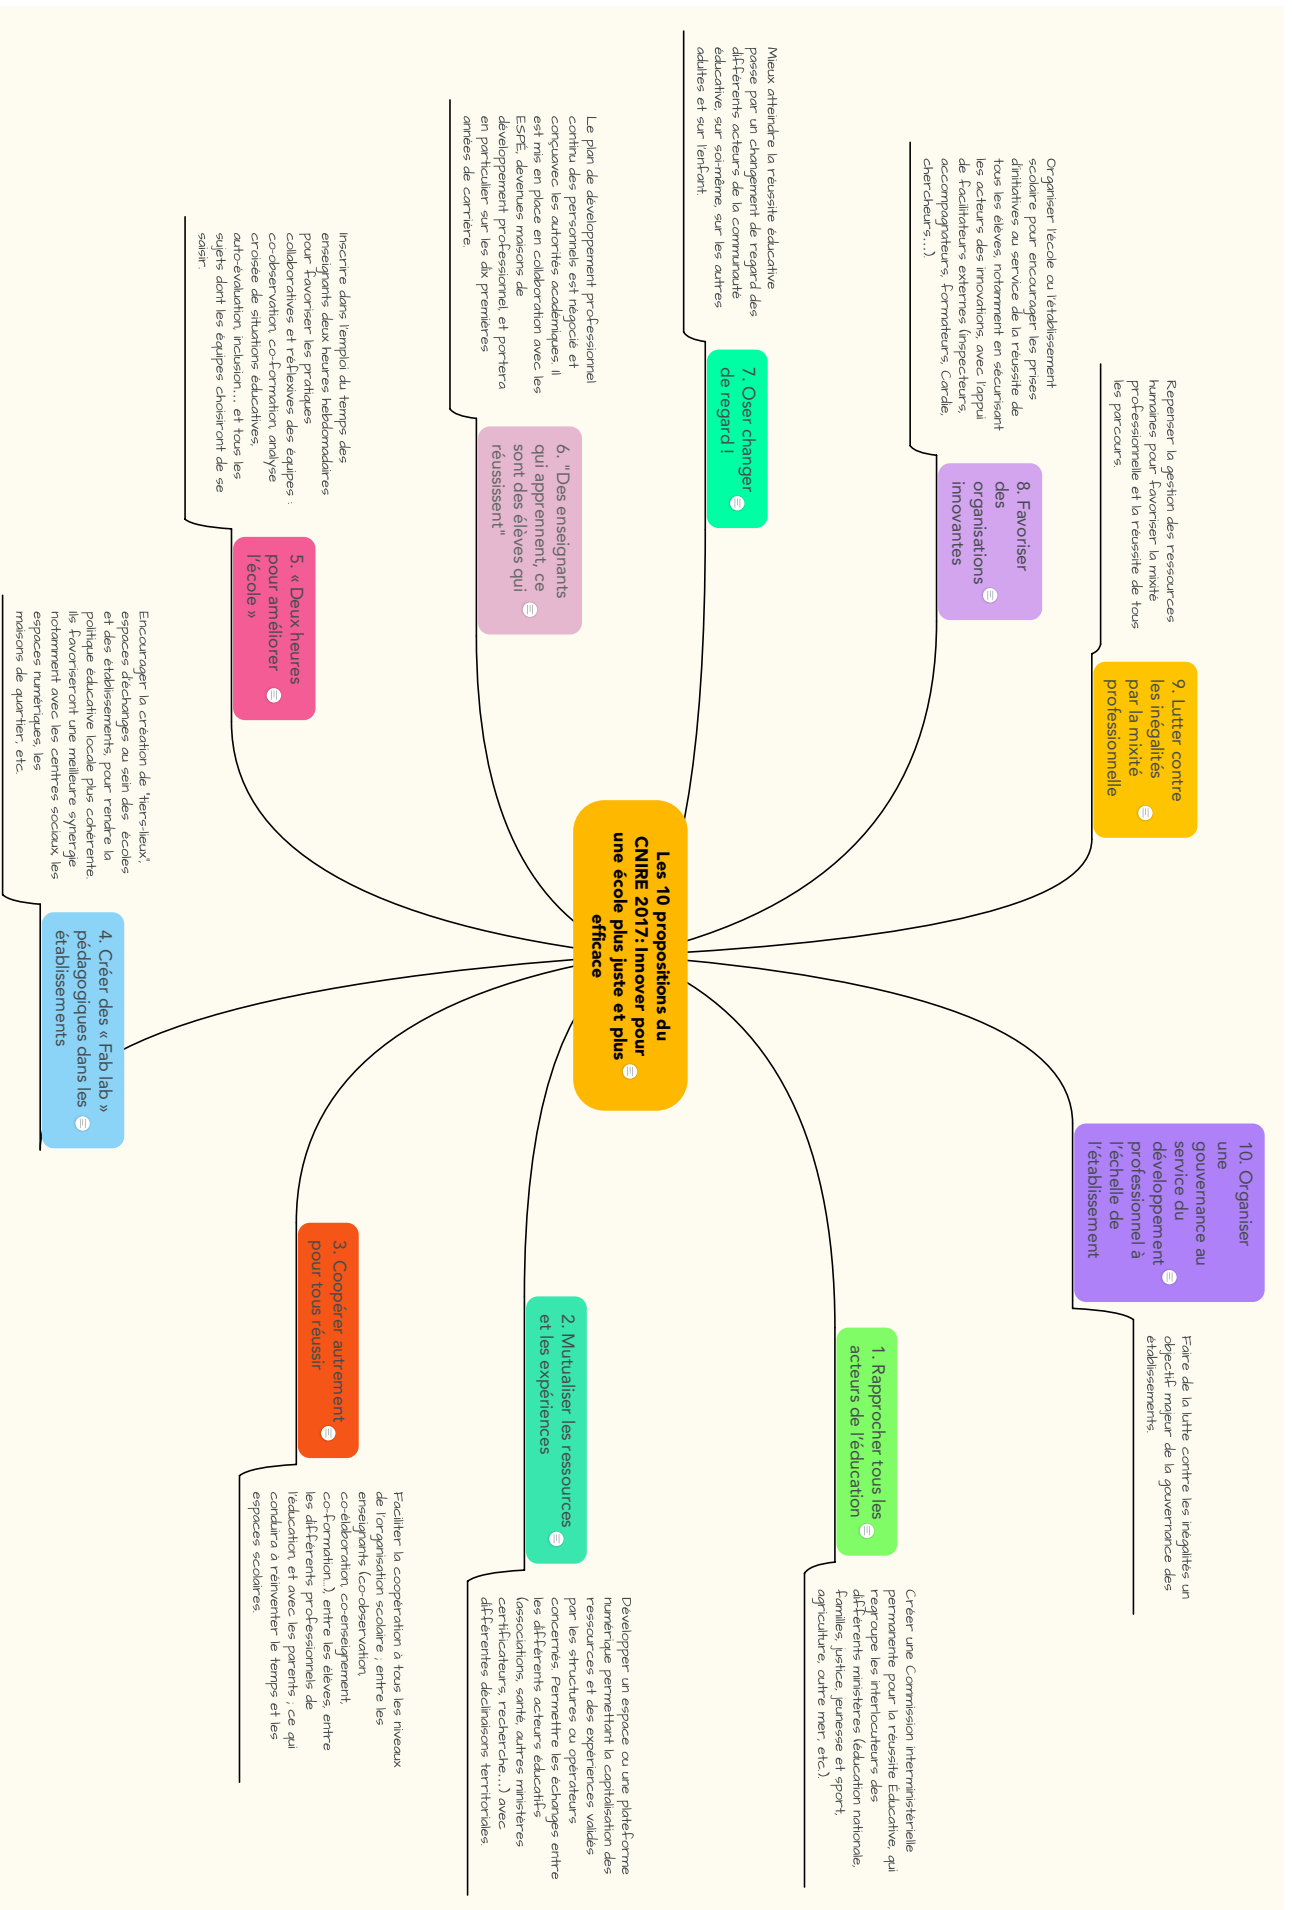 Les 10 propositions du
CNIRE 2017: Innover pour
une école plus juste et plus
efficace
1. Rapprocher tous les
acteurs de l'éducation
Créer une Commission interministérielle
permanente pour la réussite Éducative, qui
regroupe les interlocuteurs des
différents ministères (éducation nationale,
familles, justice, jeunesse et sport,
agriculture, outre mer, etc.).
2. Mutualiser les ressources
et les expériences
Développer un espace ou une plateforme
numérique permettant la capitalisation des
ressources et des expériences validés
par les structures ou opérateurs
concernés. Permettre les échanges entre
les différents acteurs éducatifs
(associations, santé, autres ministères
certificateurs, recherche...) avec
différentes déclinaisons territoriales.
3. Coopérer autrement
pour tous réussir
Faciliter la coopération à tous les niveaux
de l'organisation scolaire ; entre les
enseignants (co-observation,
co-élaboration, co-enseignement,
co-formation...), entre les élèves, entre
les différents professionnels de
l'éducation, et avec les parents ; ce qui
conduira à réinventer le temps et les
espaces scolaires.
4. Créer des « Fab lab »
pédagogiques dans les
établissements
Encourager la création de "tiers-lieux",
espaces d'échanges au sein des écoles
et des établissements, pour rendre la
politique éducative locale plus cohérente.
Ils favoriseront une meilleure synergie
notamment avec les centres sociaux, les
espaces numériques, les
maisons de quartier, etc.
5. « Deux heures
pour améliorer
l'école »
Inscrire dans l'emploi du temps des
enseignants deux heures hebdomadaires
pour favoriser les pratiques
collaboratives et réflexives des équipes :
co-observation, co-formation, analyse
croisée de situations éducatives,
auto-évaluation, inclusion... et tous les
sujets dont les équipes choisiront de se
saisir.
6. "Des enseignants
qui apprennent, ce
sont des élèves qui
réussissent"
Le plan de développement professionnel
continu des personnels est négocié et
conçuavec les autorités académiques. Il
est mis en place en collaboration avec les
ESPÉ, devenues maisons de
développement professionnel, et portera
en particulier sur les dix premières
années de carrière.
7. Oser changer
de regard !
Mieux atteindre la réussite éducative
passe par un changement de regard des
différents acteurs de la communauté
éducative, sur soi-même, sur les autres
adultes et sur l'enfant.
8. Favoriser
des
organisations
innovantes
Organiser l'école ou l'établissement
scolaire pour encourager les prises
d'initiatives au service de la réussite de
tous les élèves, notamment en sécurisant
les acteurs des innovations, avec l'appui
de facilitateurs externes (inspecteurs,
accompagnateurs, formateurs, Cardie,
chercheurs...).
9. Lutter contre
les inégalités
par la mixité
professionnelle
Repenser la gestion des ressources
humaines pour favoriser la mixité
professionnelle et la réussite de tous
les parcours.
10. Organiser
une
gouvernance au
service du
développement
professionnel à
l'échelle de
l'établissement
Faire de la lutte contre les inégalités un
objectif majeur de la gouvernance des
établissements.